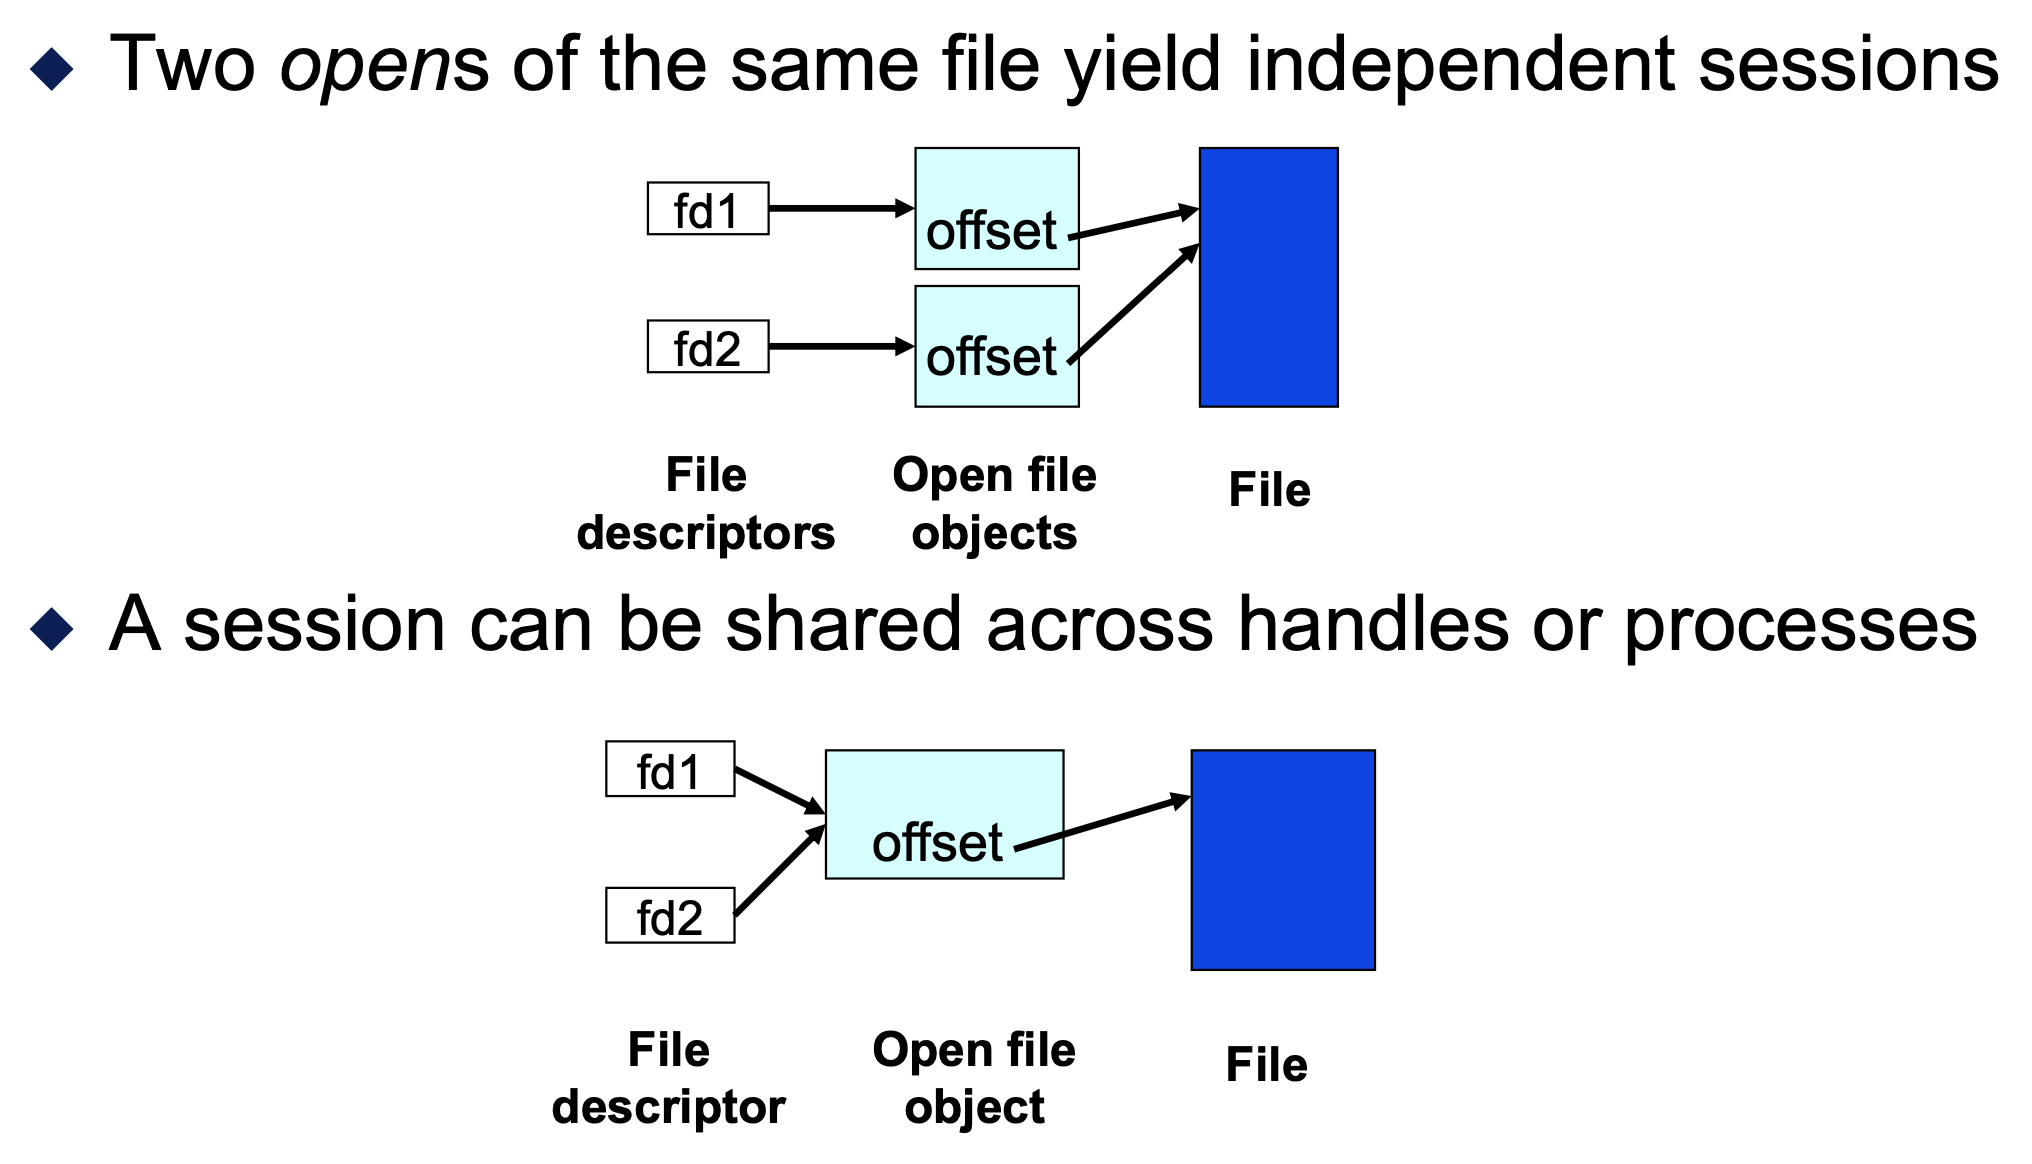 Two opens of the same file yield independent sessions
fd1
offset
fd2
offset
File
descriptors
Open file
objects
File
A session can be shared across handles or processes
fd1
offset
fd2
File
descriptor
Open file
object
File